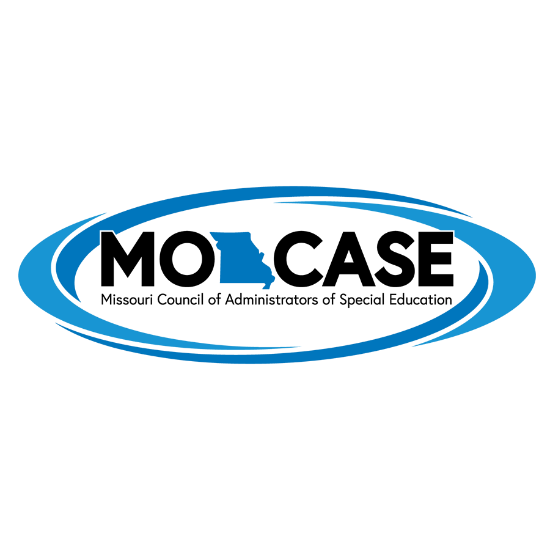 MO CASE
Missouri Council of Administrators of Special Education